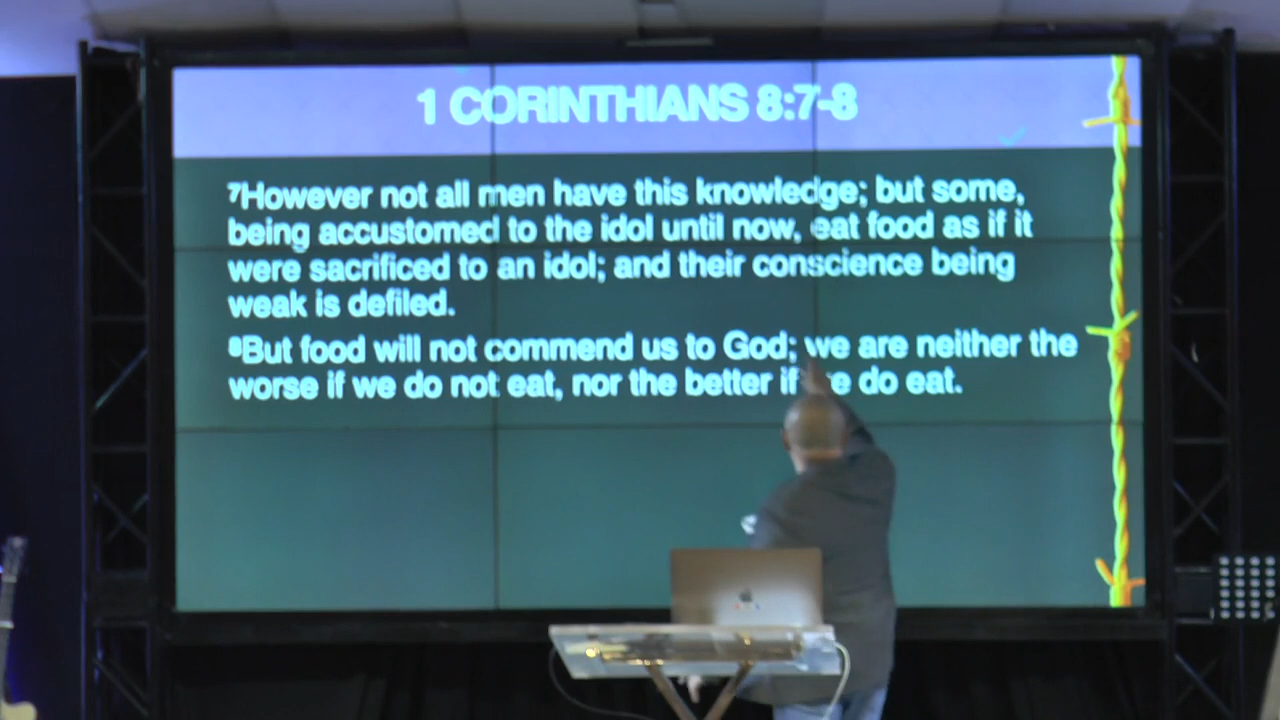 1 CORINTHIANS 8:7-8
⁷However not all men have this knowledge; but some,
being accustomed to the idol until now, eat food as if it
were sacrificed to an idol; and their conscience being
weak is defiled.
⁸But food will not commend us to God; we are neither the
worse if we do not eat, nor the better if we do eat.